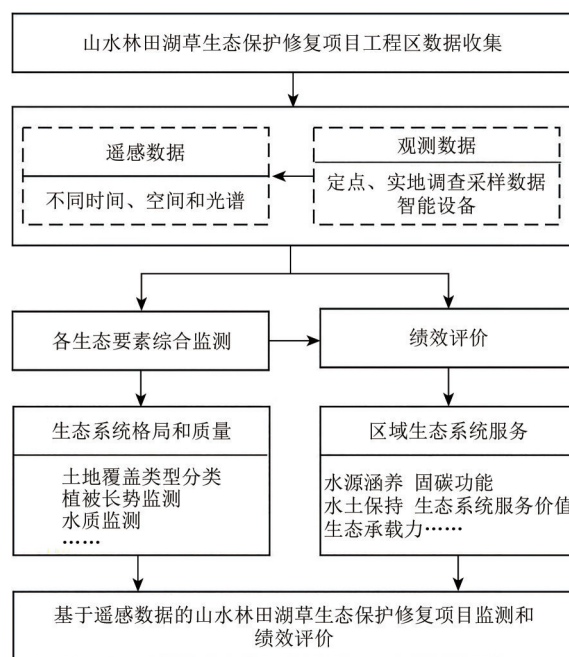 山水林田湖草生态保护修复项目工程区数据收集
遥感数据
不同时间、空间和光谱
观测数据
定点、实地调查采样数据
智能设备
各生态要素综合监测
绩效评价
生态系统格局和质量
土地覆盖类型分类
植被长势监测
水质监测
……
区域生态系统服务
水源涵养 固碳功能
水土保持 生态系统服务价值
生态承载力……
基于遥感数据的山水林田湖草生态保护修复项目监测和
绩效评价